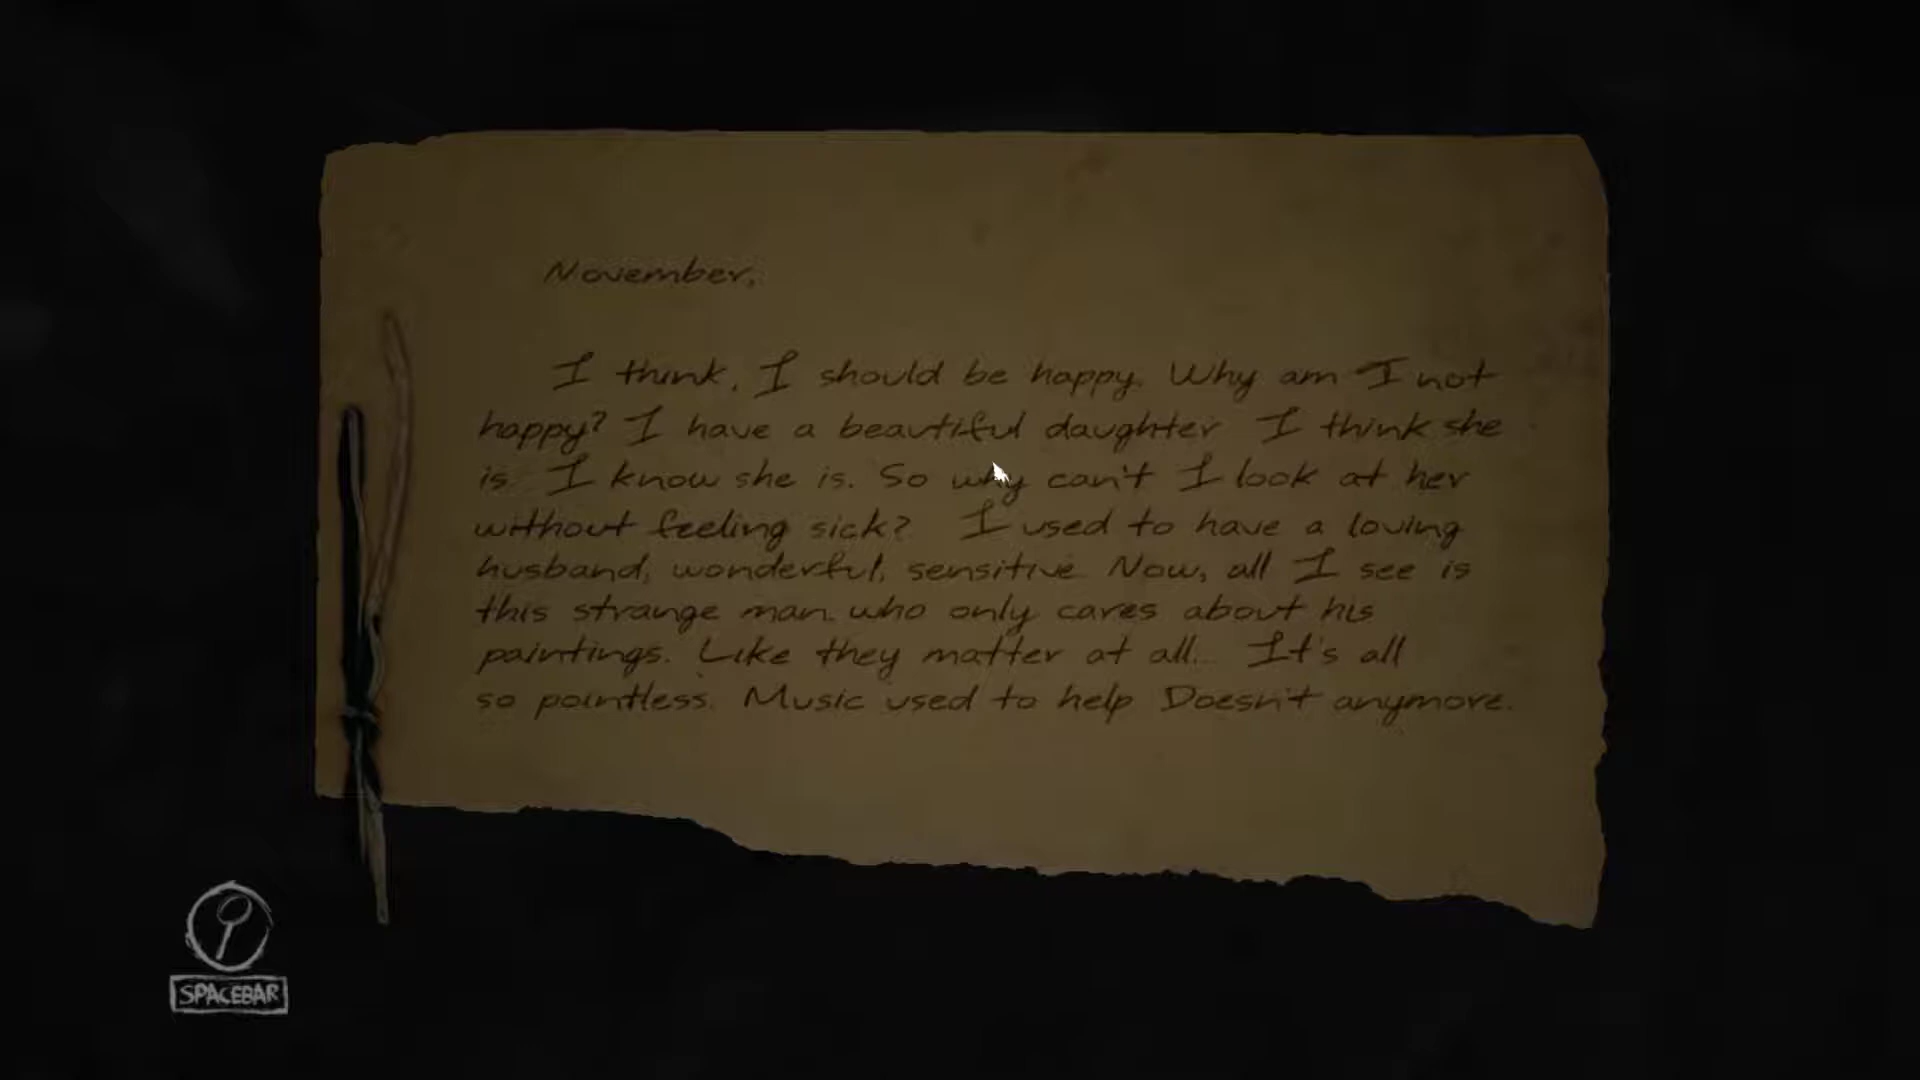 November,
I think, I should be happy. Why am I not
happy? I have a beautiful daughter. I think she
is. I know she is. So why can't I look at her
without feeling sick? I used to have a loving
husband, wonderful, sensitive. Now, all I see is
this strange man who only cares about his
paintings. Like they matter at all... It's all
so pointless. Music used to help. Doesn't anymore.
SPACEBAR